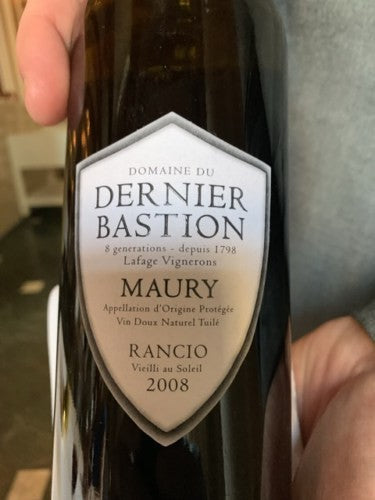 DOMAINE DU
DERNIER
BASTION
8 generations - depuis 1798
Lafage Vignerons
MAURY
Appellation d'Origine Protégée
Vin Doux Naturel Tuilé
RANCIO
Vieilli au Soleil
2008